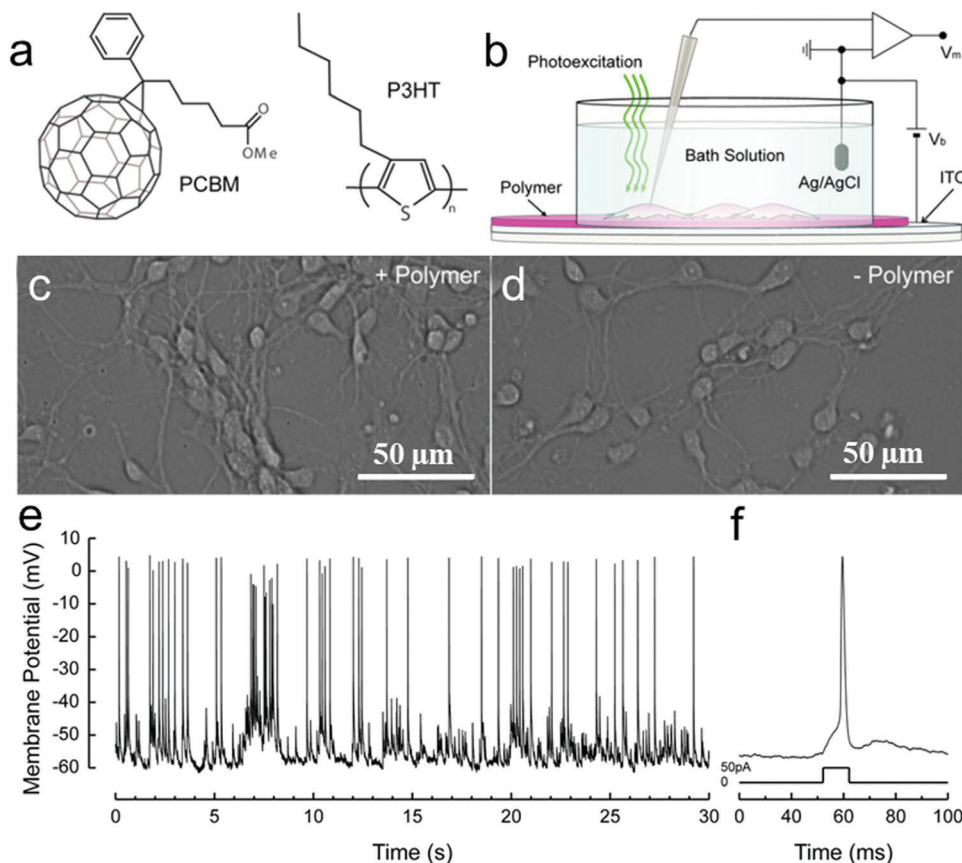 a
PCBM
OMe
O
P3HT
S
n
b
Photoexcitation
Bath Solution
Ag/AgCl
Polymer
ITO
Vm
Vb
c
+ Polymer
50 μm
d
- Polymer
50 μm
e
Membrane Potential (mV)
10
0
-10
-20
-30
-40
-50
-60
0 5 10 15 20 25 30
Time (s)
f
50pA
0
0 20 40 60 80 100
Time (ms)